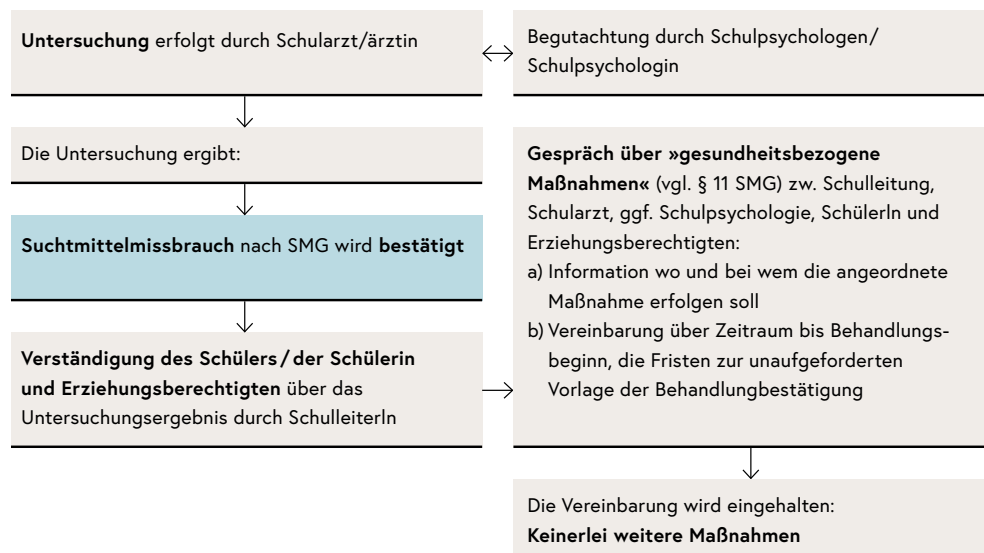 Untersuchung erfolgt durch Schularzt/ärztin
Begutachtung durch Schulpsychologen/
Schulpsychologin
Die Untersuchung ergibt:
Suchtmittelmissbrauch nach SMG wird bestätigt
Verständigung des Schülers/der Schülerin
und Erziehungsberechtigten über das
Untersuchungsergebnis durch SchulleiterIn
Gespräch über »gesundheitsbezogene
Maßnahmen« (vgl. § 11 SMG) zw. Schulleitung,
Schularzt, ggf. Schulpsychologie, SchülerIn und
Erziehungsberechtigten:
a) Information wo und bei wem die angeordnete
Maßnahme erfolgen soll
b) Vereinbarung über Zeitraum bis Behandlungs-
beginn, die Fristen zur unaufgeforderten
Vorlage der Behandlungbestätigung
Die Vereinbarung wird eingehalten:
Keinerlei weitere Maßnahmen